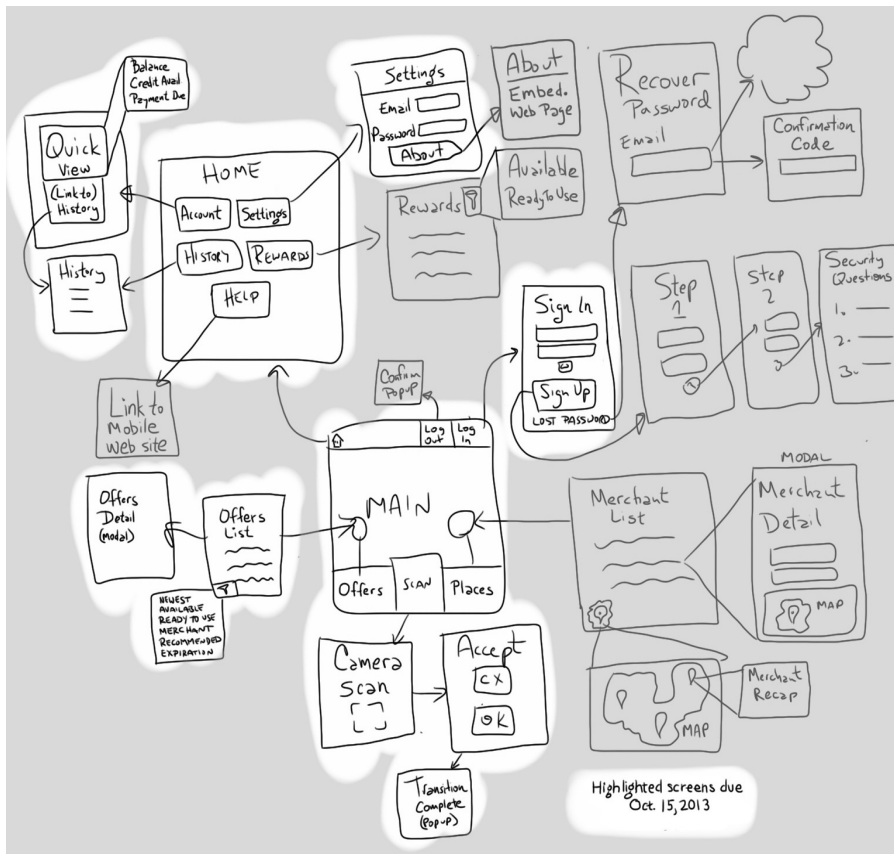 Balance
Credit Avail
Payment Due
Quick
View
(Link to)
History
History
HOME
Account
Settings
HISTORY
REWARDS
HELP
Link to
Mobile
Web site
Settings
Email
Password
About
About
Embed.
Web Page
Rewards
Available
Ready To Use
Recover
Password
Email
Confirmation
Code
Sign In
Sign Up
LOST PASSWORD
Step
1
Step
2
Security
Questions
1.
2.
3.
Confirm
Popup
Log
Out
Log
In
MAIN
Offers
SCAN
Places
Offers
Detail
(modal)
Offers
List
NEWEST
AVAILABLE
READY TO USE
MERCHANT
RECOMMENDED
EXPIRATION
Camera
Scan
Accept
CX
OK
Transition
Complete
(POPUP)
Merchant
List
MODAL
Merchant
Detail
MAP
MAP
Merchant
Recap
Highlighted screens due
Oct. 15, 2013